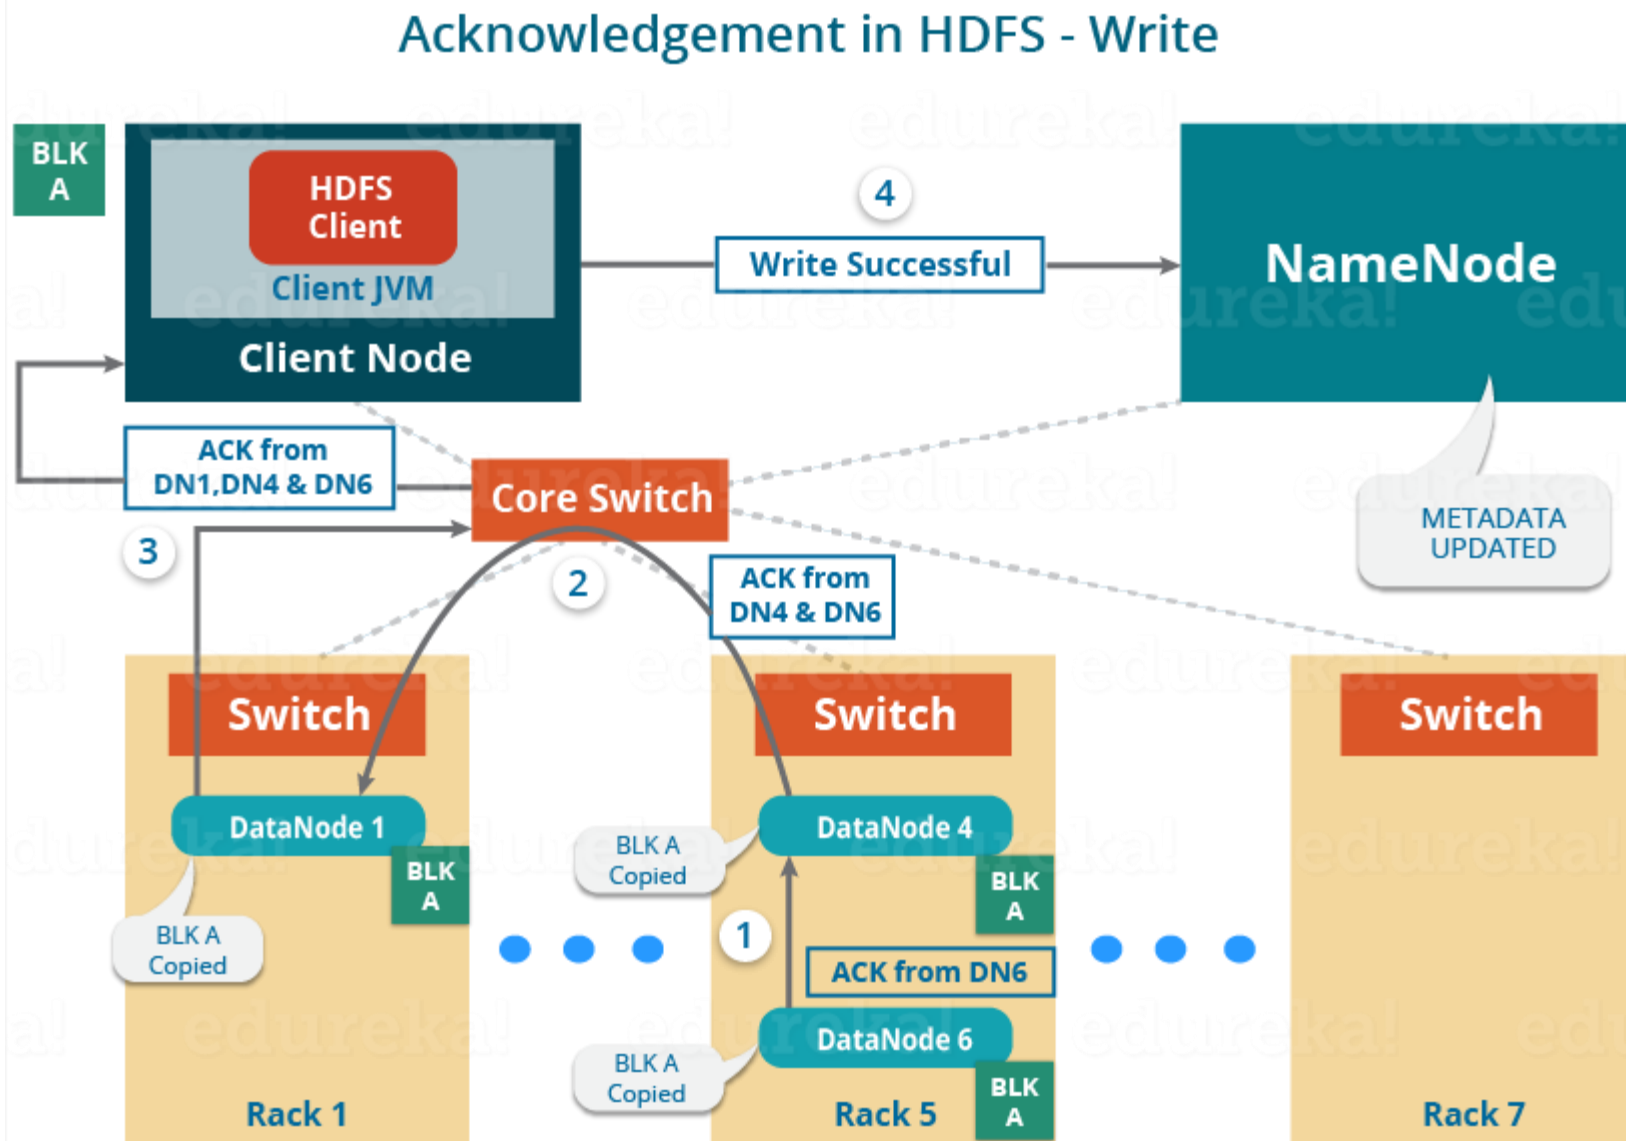 Acknowledgement in HDFS - Write
BLK
A
HDFS
Client
Client JVM
Client Node
4
Write Successful
NameNode
ACK from
DN1,DN4 & DN6
Core Switch
METADATA
UPDATED
3
2
ACK from
DN4 & DN6
Switch
Switch
Switch
DataNode 1
BLK
A
BLK A
Copied
DataNode 4
BLK A
Copied
BLK
A
1
ACK from DN6
DataNode 6
BLK A
Copied
BLK
A
Rack 1
Rack 5
Rack 7
edureka!